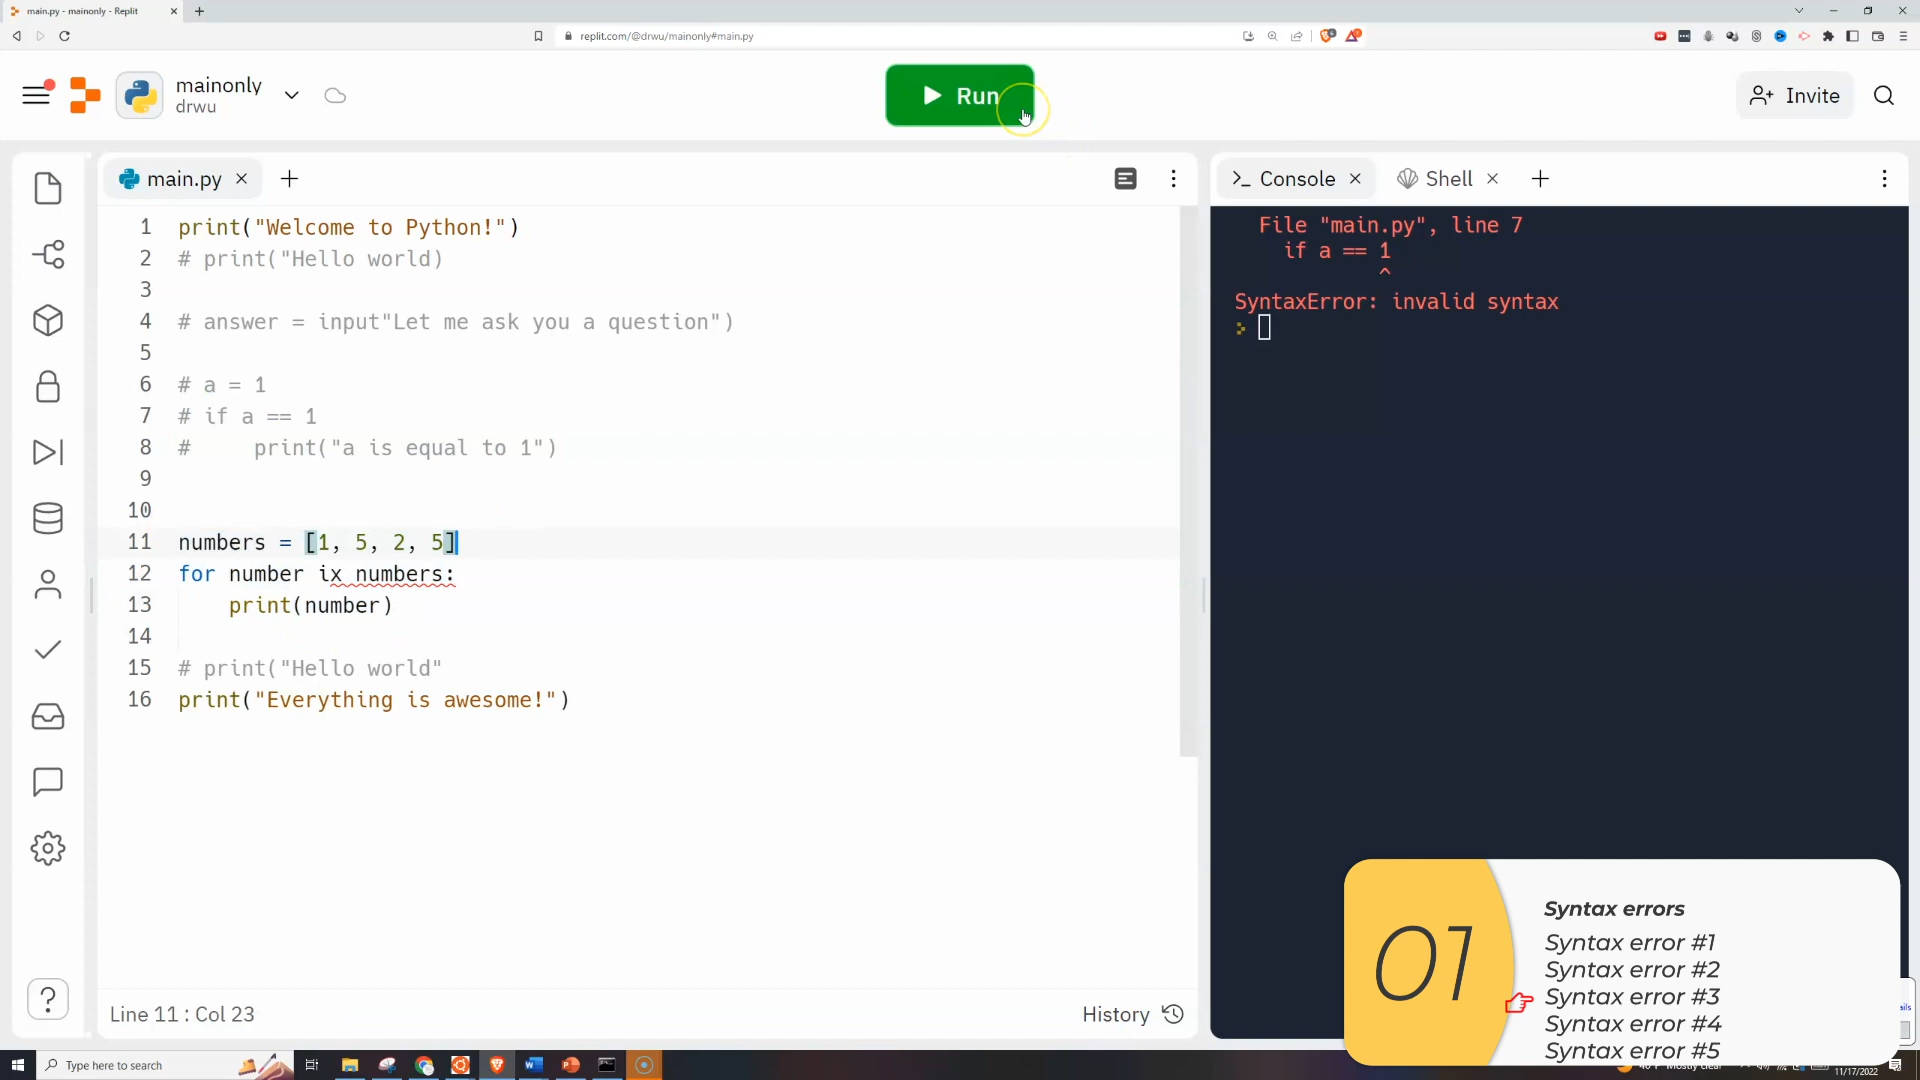 main.py - mainonly - Replit
replit.com/@drwu/mainonly#main.py
mainonly
drwu
Run
Invite
main.py
Console
Shell
1 print("Welcome to Python!")
2 # print("Hello world)
3
4 # answer = input"Let me ask you a question")
5
6 # a = 1
7 # if a == 1
8 #     print("a is equal to 1")
9
10
11 numbers = [1, 5, 2, 5]
12 for number ix numbers:
13     print(number)
14
15 # print("Hello world"
16 print("Everything is awesome!")
File "main.py", line 7
if a == 1
^
SyntaxError: invalid syntax
01
Syntax errors
Syntax error #1
Syntax error #2
Syntax error #3
Syntax error #4
Syntax error #5
Line 11 : Col 23
History
Type here to search
11/17/2022